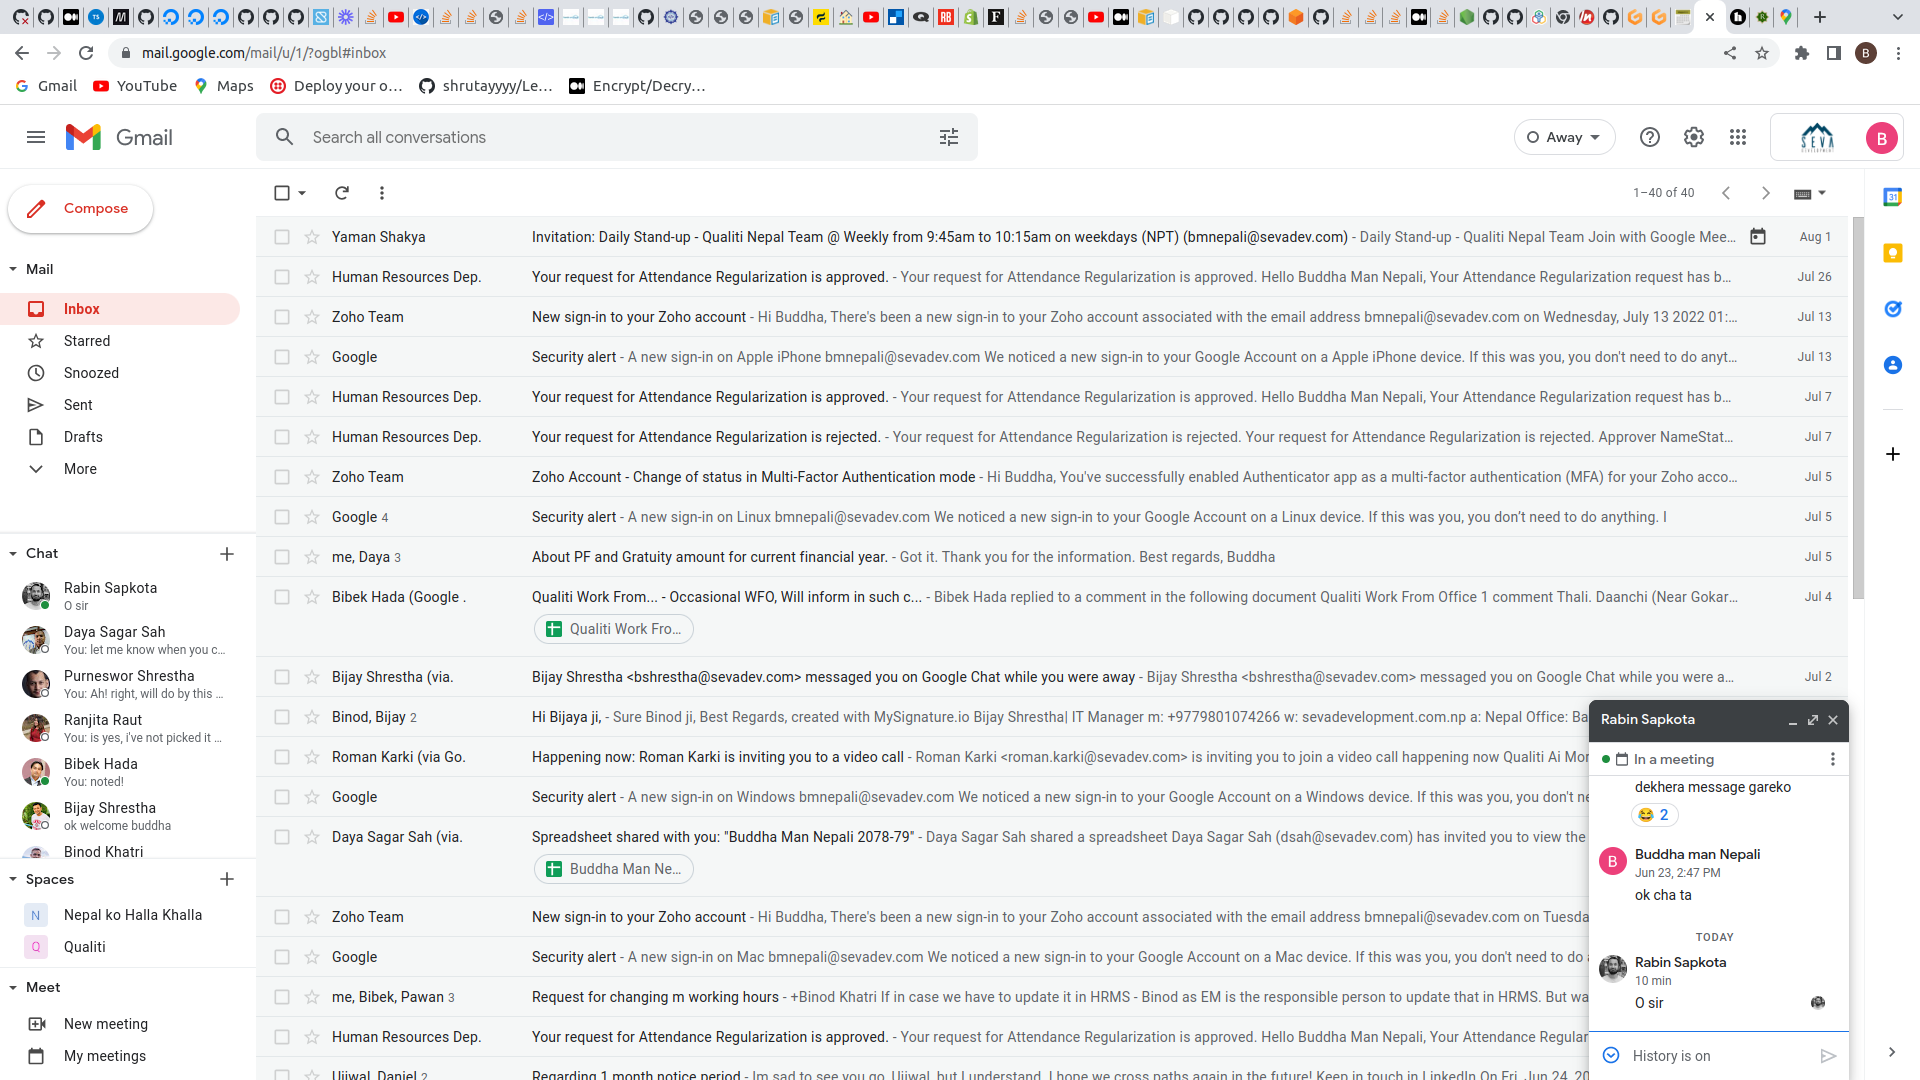 mail.google.com/mail/u/1/?ogbl#inbox
B
Gmail
YouTube
Maps
Deploy your o...
shrutayyyy/Le...
Encrypt/Decry...
Gmail
Search all conversations
Away
SEVA
B
Compose
1–40 of 40
Mail
Inbox
Starred
Snoozed
Sent
Drafts
More
Chat
Rabin Sapkota
O sir
Daya Sagar Sah
You: let me know when you c...
Purneswor Shrestha
You: Ah! right, will do by this ...
Ranjita Raut
You: is yes, i've not picked it ...
Bibek Hada
You: noted!
Bijay Shrestha
ok welcome buddha
Binod Khatri
Spaces
N Nepal ko Halla Khalla
Q Qualiti
Meet
New meeting
My meetings
Yaman Shakya Invitation: Daily Stand-up - Qualiti Nepal Team @ Weekly from 9:45am to 10:15am on weekdays (NPT) (bmnepali@sevadev.com) - Daily Stand-up - Qualiti Nepal Team Join with Google Mee... Aug 1
Human Resources Dep. Your request for Attendance Regularization is approved. - Your request for Attendance Regularization is approved. Hello Buddha Man Nepali, Your Attendance Regularization request has b... Jul 26
Zoho Team New sign-in to your Zoho account - Hi Buddha, There's been a new sign-in to your Zoho account associated with the email address bmnepali@sevadev.com on Wednesday, July 13 2022 01:... Jul 13
Google Security alert - A new sign-in on Apple iPhone bmnepali@sevadev.com We noticed a new sign-in to your Google Account on a Apple iPhone device. If this was you, you don't need to do anyt... Jul 13
Human Resources Dep. Your request for Attendance Regularization is approved. - Your request for Attendance Regularization is approved. Hello Buddha Man Nepali, Your Attendance Regularization request has b... Jul 7
Human Resources Dep. Your request for Attendance Regularization is rejected. - Your request for Attendance Regularization is rejected. Your request for Attendance Regularization is rejected. Approver NameStat... Jul 7
Zoho Team Zoho Account - Change of status in Multi-Factor Authentication mode - Hi Buddha, You've successfully enabled Authenticator app as a multi-factor authentication (MFA) for your Zoho acco... Jul 5
Google 4 Security alert - A new sign-in on Linux bmnepali@sevadev.com We noticed a new sign-in to your Google Account on a Linux device. If this was you, you don’t need to do anything. I Jul 5
me, Daya 3 About PF and Gratuity amount for current financial year. - Got it. Thank you for the information. Best regards, Buddha Jul 5
Bibek Hada (Google . Qualiti Work From... - Occasional WFO, Will inform in such c... - Bibek Hada replied to a comment in the following document Qualiti Work From Office 1 comment Thali. Daanchi (Near Gokar... Jul 4
Qualiti Work Fro...
Bijay Shrestha (via. Bijay Shrestha <bshrestha@sevadev.com> messaged you on Google Chat while you were away - Bijay Shrestha <bshrestha@sevadev.com> messaged you on Google Chat while you were a... Jul 2
Binod, Bijay 2 Hi Bijaya ji, - Sure Binod ji, Best Regards, created with MySignature.io Bijay Shrestha| IT Manager m: +9779801074266 w: sevadevelopment.com.np a: Nepal Office: Ba
Roman Karki (via Go. Happening now: Roman Karki is inviting you to a video call - Roman Karki <roman.karki@sevadev.com> is inviting you to join a video call happening now Qualiti Ai Mor
Google Security alert - A new sign-in on Windows bmnepali@sevadev.com We noticed a new sign-in to your Google Account on a Windows device. If this was you, you don't ne
Daya Sagar Sah (via. Spreadsheet shared with you: "Buddha Man Nepali 2078-79" - Daya Sagar Sah shared a spreadsheet Daya Sagar Sah (dsah@sevadev.com) has invited you to view the
Buddha Man Ne...
Zoho Team New sign-in to your Zoho account - Hi Buddha, There's been a new sign-in to your Zoho account associated with the email address bmnepali@sevadev.com on Tuesda
Google Security alert - A new sign-in on Mac bmnepali@sevadev.com We noticed a new sign-in to your Google Account on a Mac device. If this was you, you don't need to do
me, Bibek, Pawan 3 Request for changing m working hours - +Binod Khatri If in case we have to update it in HRMS - Binod as EM is the responsible person to update that in HRMS. But wa
Human Resources Dep. Your request for Attendance Regularization is approved. - Your request for Attendance Regularization is approved. Hello Buddha Man Nepali, Your Attendance Regular
Ujjwal, Daniel 2 Regarding 1 month notice period - Im sad to see you go, Ujjwal, but I understand. I hope we cross paths again in the future! Keep in touch in LinkedIn On Fri, Jun 24, 20
Rabin Sapkota
In a meeting
dekhera message gareko
😂 2
B Buddha man Nepali
Jun 23, 2:47 PM
ok cha ta
TODAY
Rabin Sapkota
10 min
O sir
History is on
31